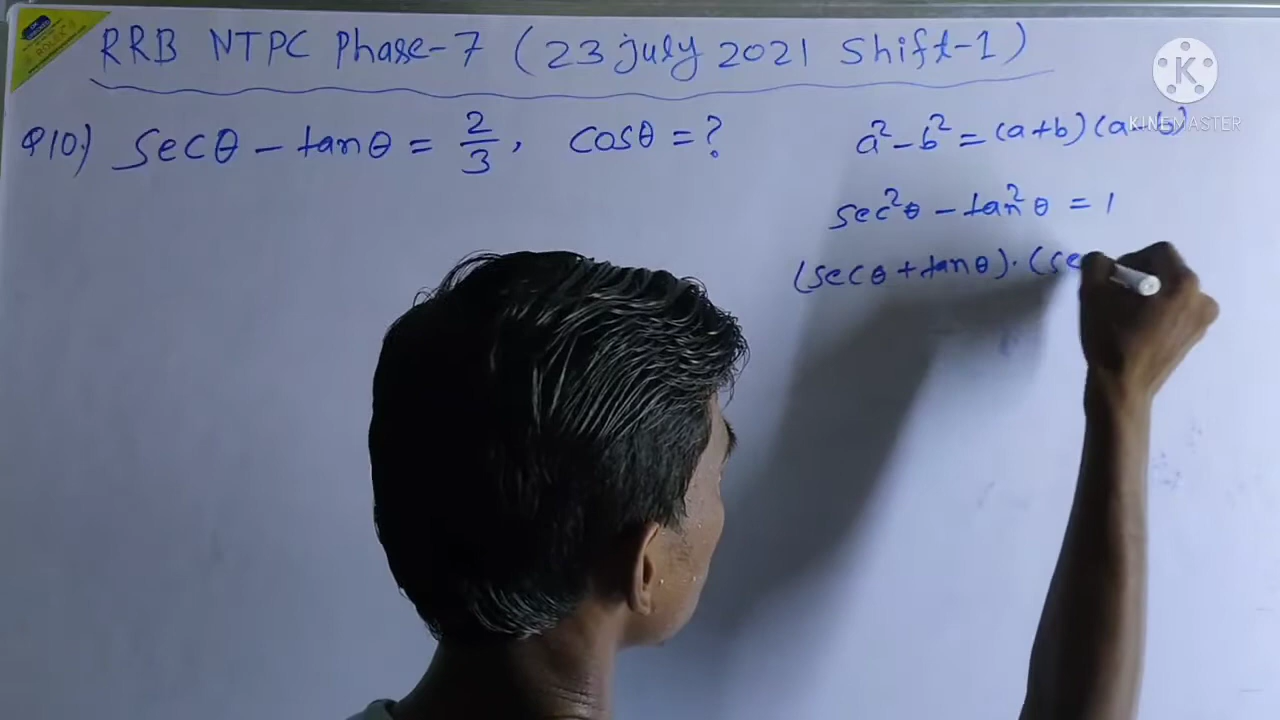 RRB NTPC Phase-7 (23 july 2021 Shift-1)
Q10.) secθ - tanθ = 2/3, cosθ = ?
a² - b² = (a+b)(a-b)
sec²θ - tan²θ = 1
(secθ + tanθ)·(se
KINEMASTER